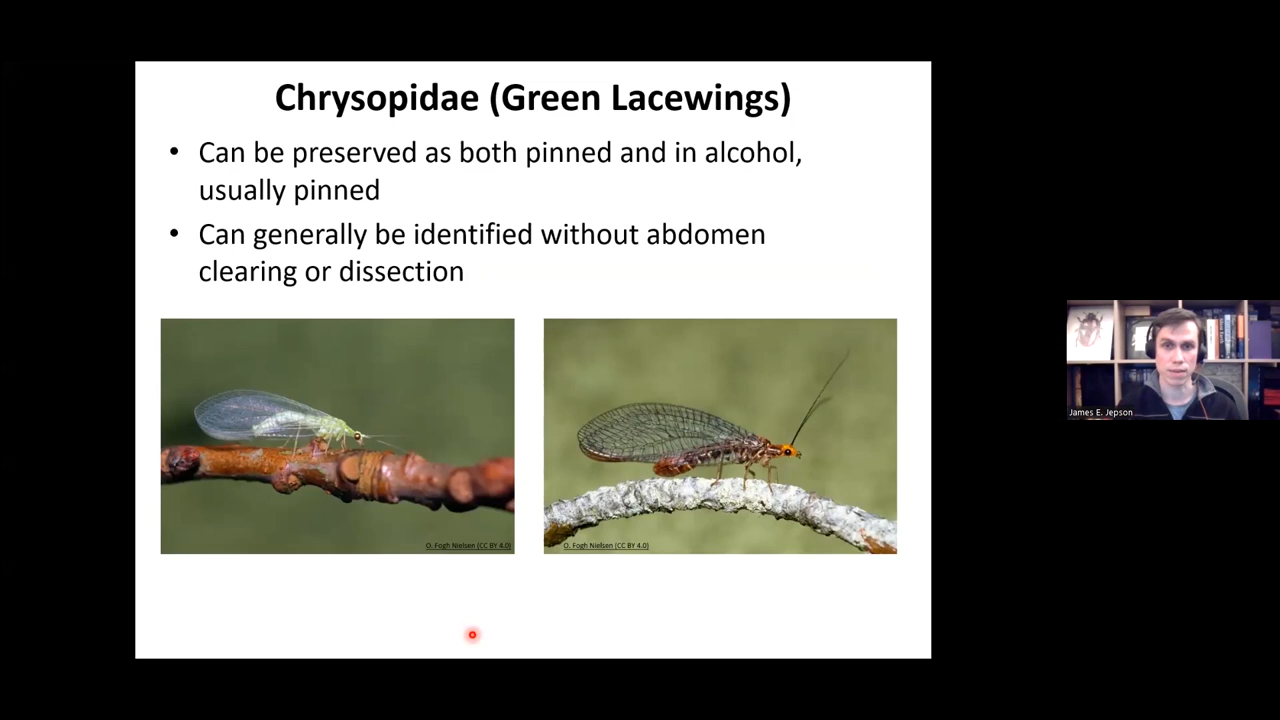 Chrysopidae (Green Lacewings)
• Can be preserved as both pinned and in alcohol,
usually pinned
• Can generally be identified without abdomen
clearing or dissection
O. Fogh Nielsen (CC BY 4.0)
O. Fogh Nielsen (CC BY 4.0)
James E. Jepson